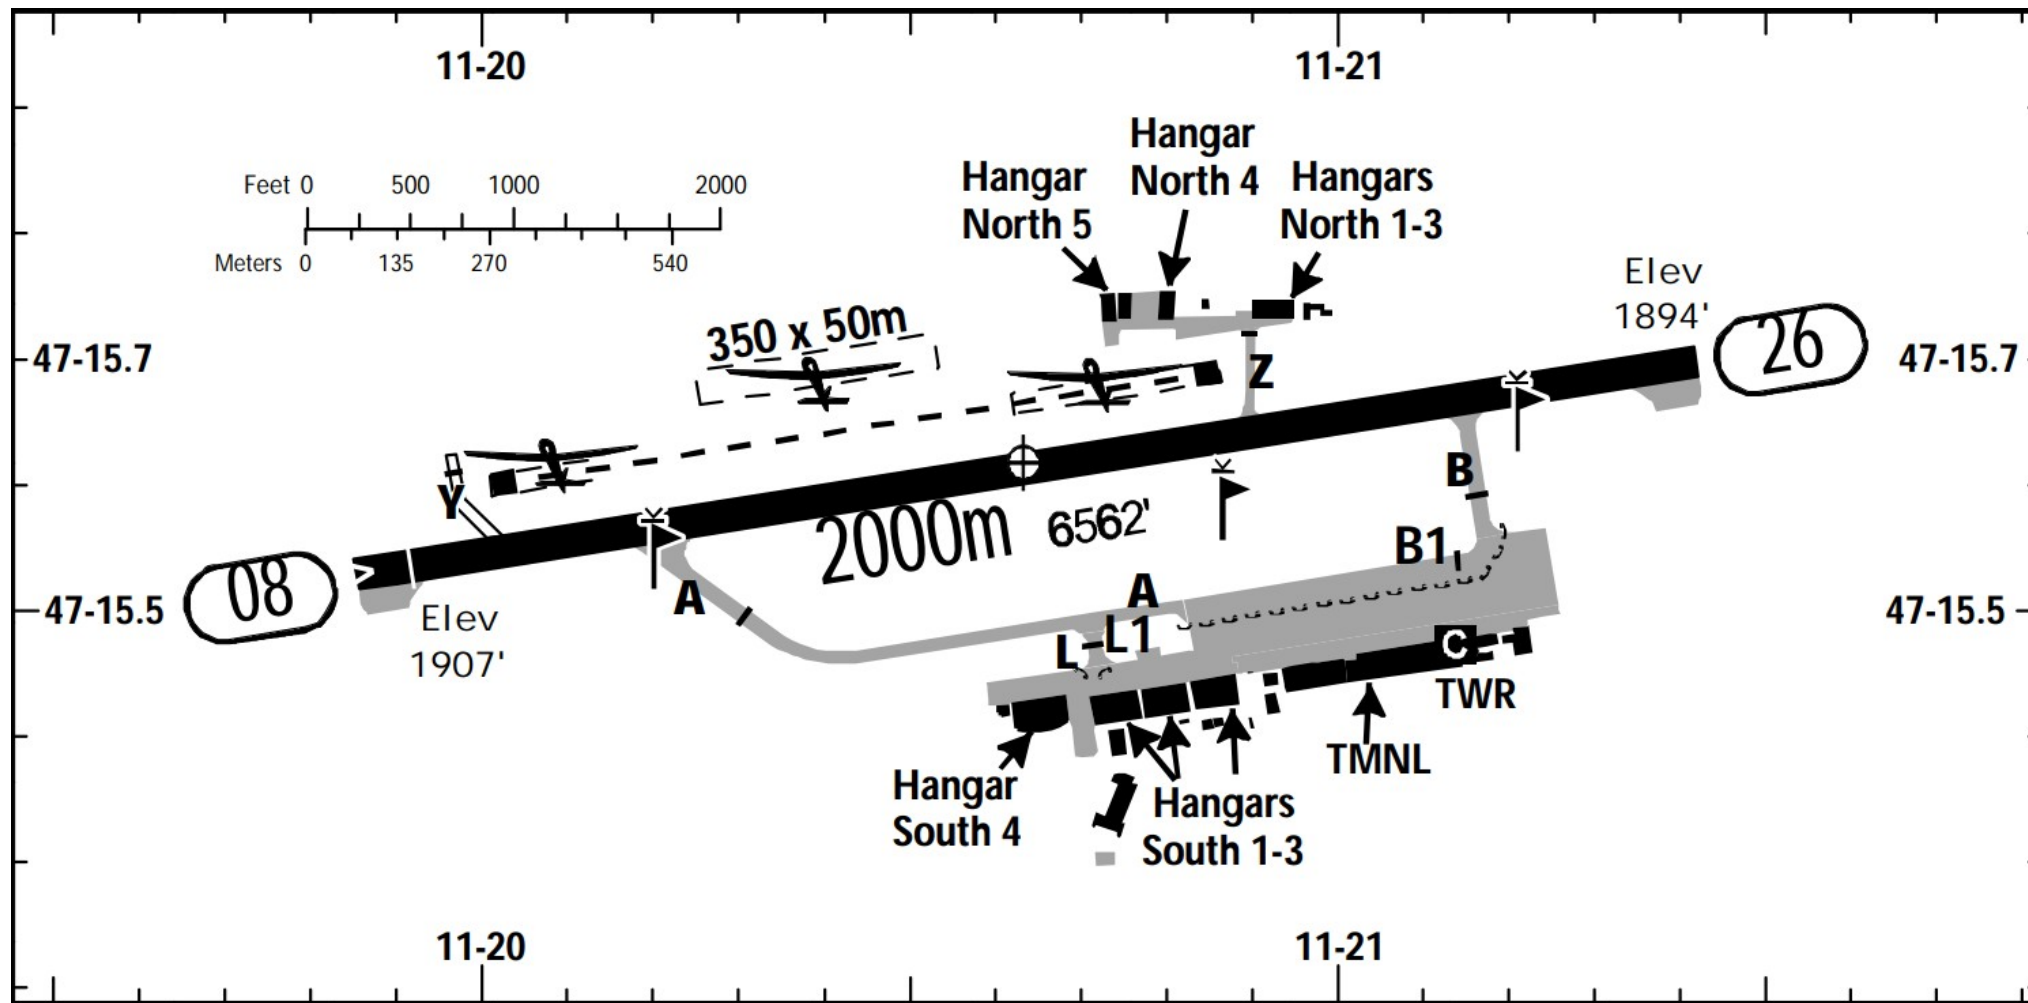 11-20
11-21
Hangar
North 4
Hangar
North 5
Hangars
North 1-3
Feet 0 500 1000 2000
Meters 0 135 270 540
Elev
1894'
26
350 x 50m
47-15.7
47-15.7
Z
Y
B
2000m 6562'
B1
08
A
A
47-15.5
47-15.5
Elev
1907'
L
L1
C
TWR
TMNL
Hangar
South 4
Hangars
South 1-3
11-20
11-21